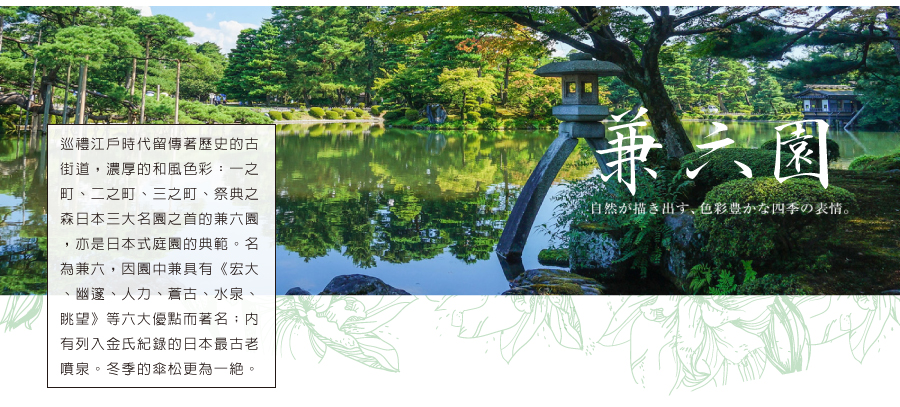 巡禮江戶時代留傳著歷史的古
街道，濃厚的和風色彩：一之
町、二之町、三之町、祭典之
森日本三大名園之首的兼六園
，亦是日本式庭園的典範。名
為兼六，因園中兼具有《宏大
、幽邃、人力、蒼古、水泉、
眺望》等六大優點而著名；內
有列入金氏紀錄的日本最古老
噴泉。冬季的傘松更為一絕。
兼六園
自然が描き出す、色彩豊かな四季の表情。